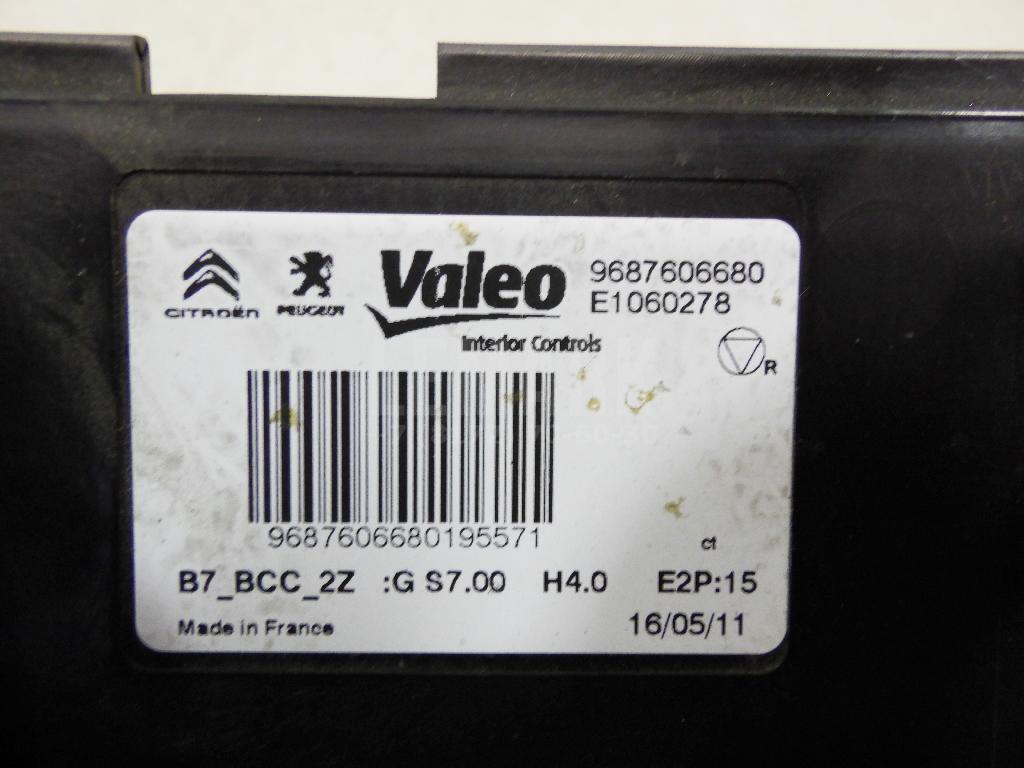 CITROËN
PEUGEOT
Valeo
Interior Controls
9687606680
E1060278
R
9687606680195571
ct
B7_BCC_2Z :G S7.00 H4.0 E2P:15
Made in France
16/05/11